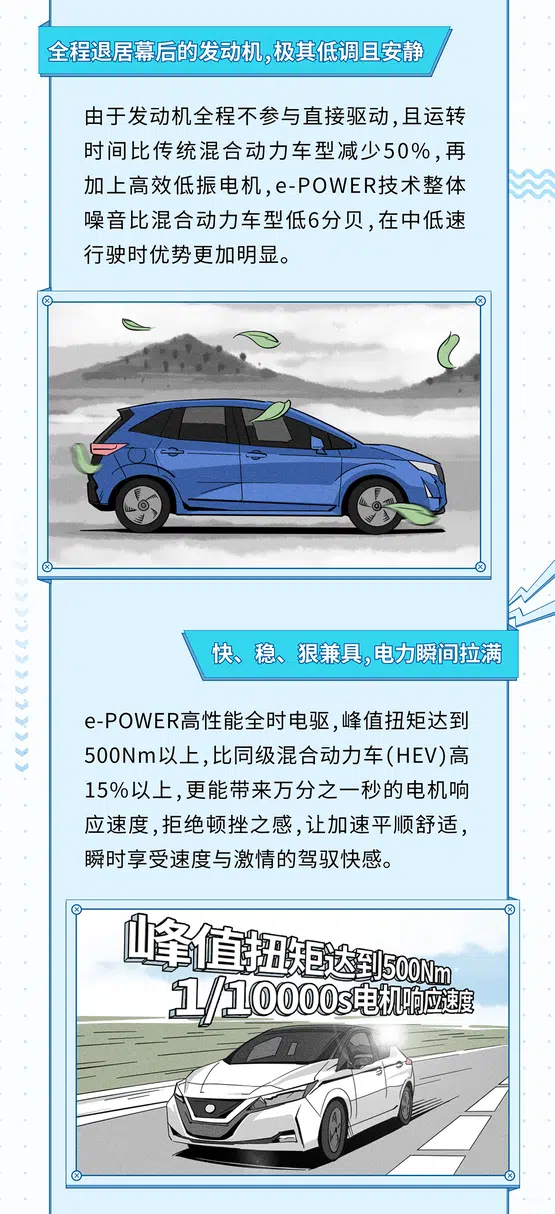 全程退居幕后的发动机,极其低调且安静
由于发动机全程不参与直接驱动,且运转
时间比传统混合动力车型减少50%,再
加上高效低振电机,e-POWER技术整体
噪音比混合动力车型低6分贝,在中低速
行驶时优势更加明显。
快、稳、狠兼具,电力瞬间拉满
e-POWER高性能全时电驱,峰值扭矩达到
500Nm以上,比同级混合动力车(HEV)高
15%以上,更能带来万分之一秒的电机响
应速度,拒绝顿挫之感,让加速平顺舒适,
瞬时享受速度与激情的驾驭快感。
峰值扭矩达到500Nm
1/10000s电机响应速度